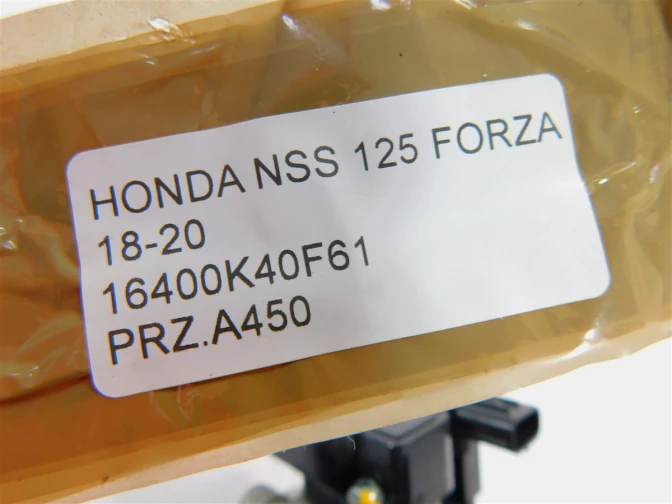 HONDA NSS 125 FORZA
18-20
16400K40F61
PRZ.A450